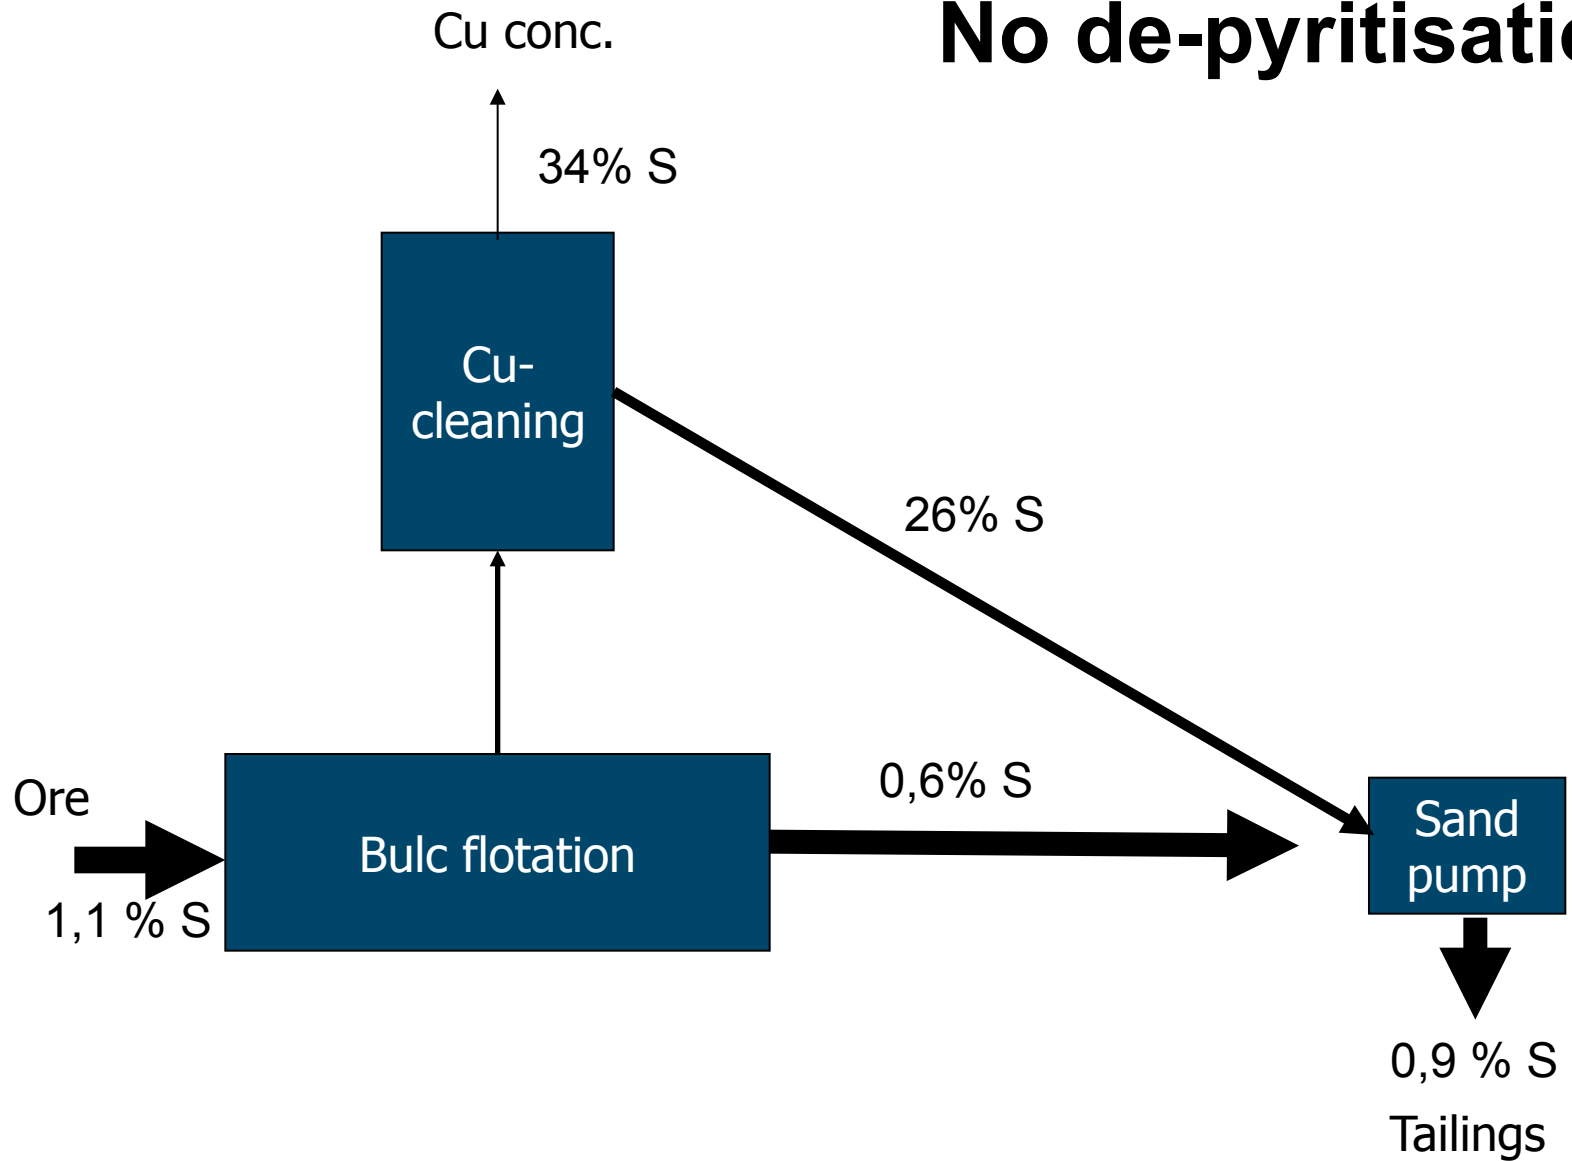 Cu conc.
No de-pyritisatio
34% S
Cu-
cleaning
26% S
Ore
0,6% S
Bulc flotation
Sand
pump
1,1 % S
0,9 % S
Tailings